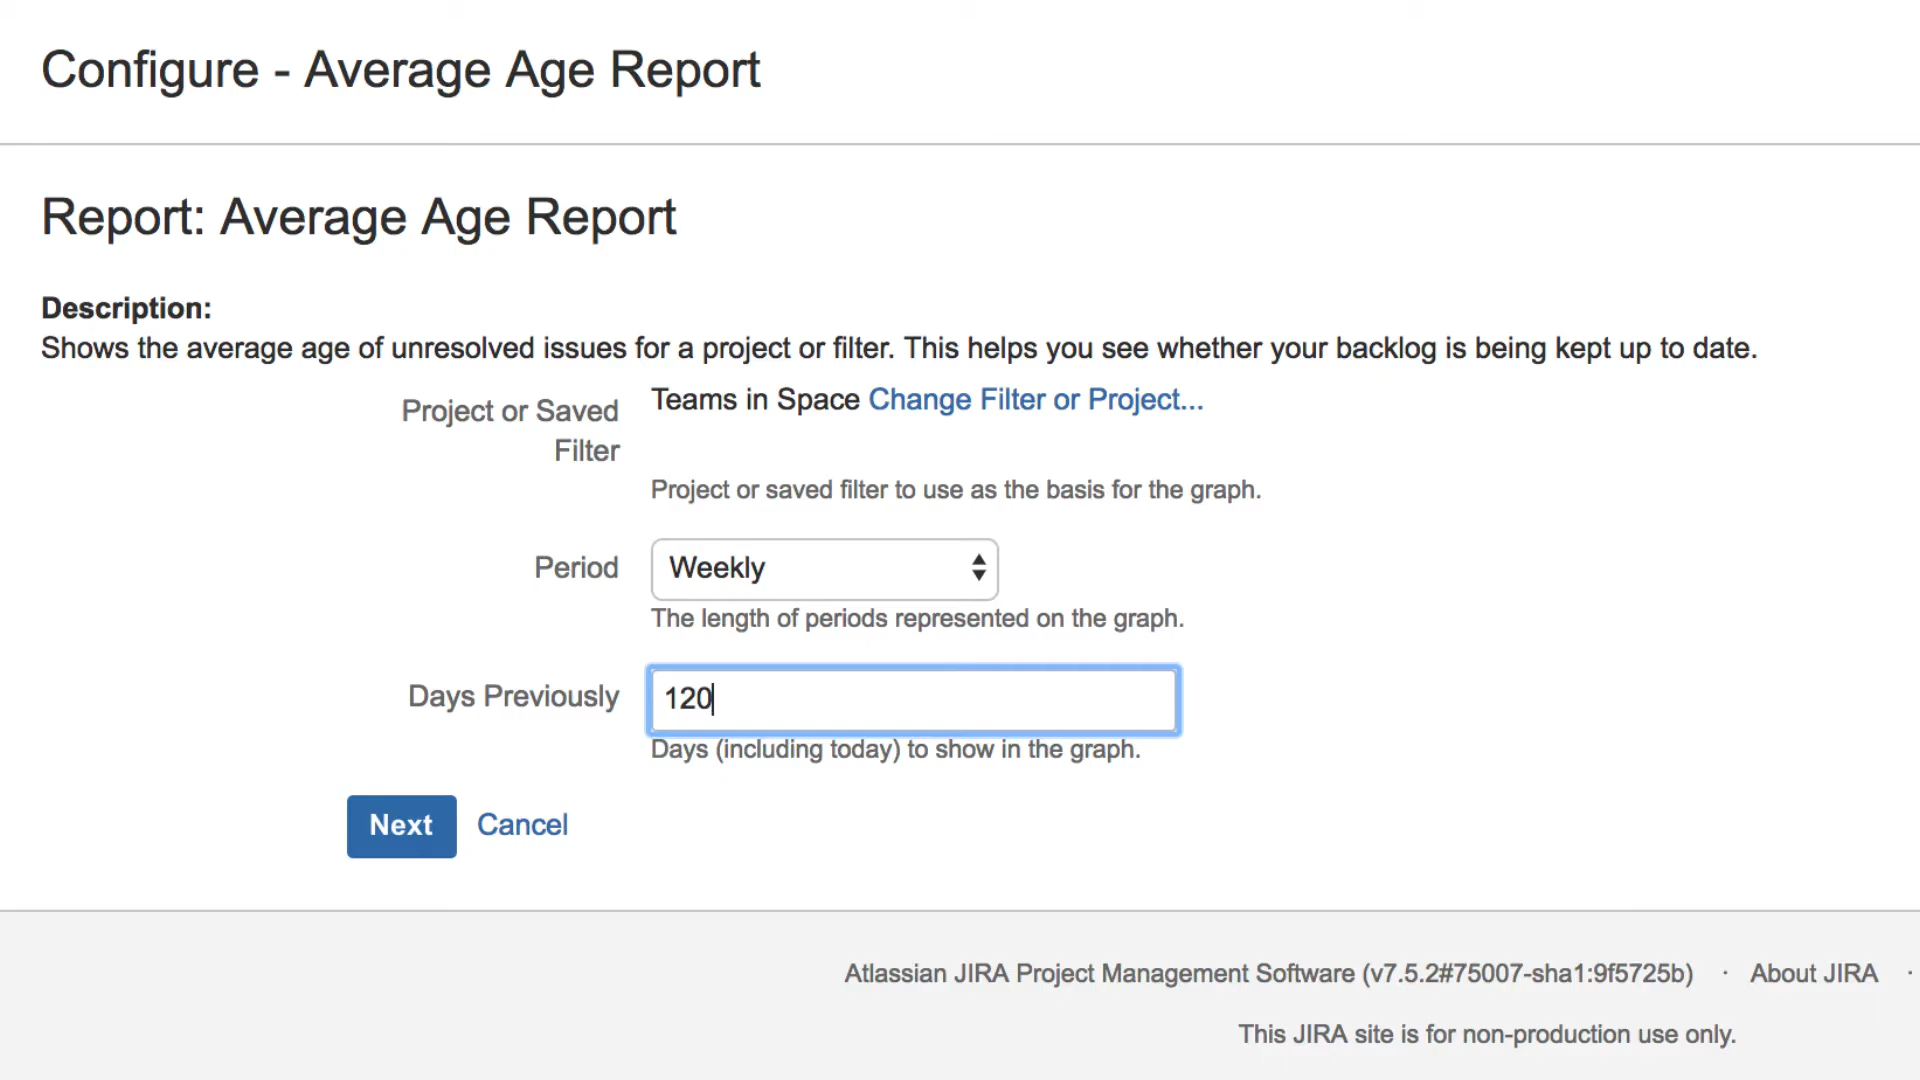 Configure - Average Age Report
Report: Average Age Report
Description:
Shows the average age of unresolved issues for a project or filter. This helps you see whether your backlog is being kept up to date.
Project or Saved Filter
Teams in Space Change Filter or Project...
Project or saved filter to use as the basis for the graph.
Period
Weekly
The length of periods represented on the graph.
Days Previously
120
Days (including today) to show in the graph.
Next Cancel
Atlassian JIRA Project Management Software (v7.5.2#75007-sha1:9f5725b) · About JIRA ·
This JIRA site is for non-production use only.